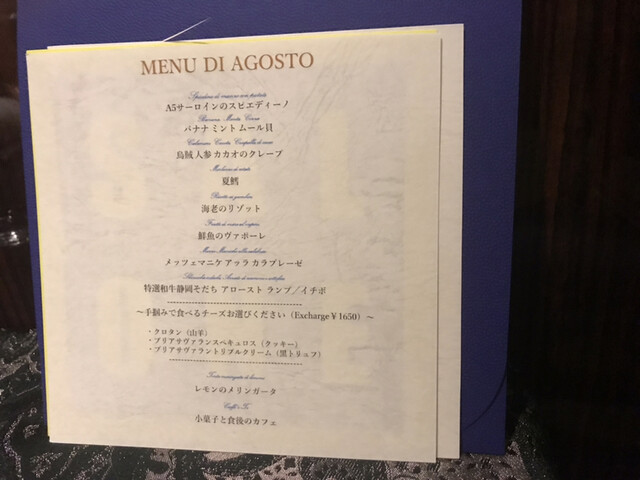 MENU DI AGOSTO
A5サーロインのスピエディーノ
バナナ ミント ムール貝
烏賊 人参 カカオのクレープ
夏鱈
海老のリゾット
鮮魚のヴァポーレ
メッツェマニケ アッラ カラブレーゼ
特選和牛静岡そだち アロースト ランプ／イチボ
～手掴みで食べるチーズお選びください（Excharge￥1650）～
・クロタン（山羊）
・ブリアサヴァランスペキュロス（クッキー）
・ブリアサヴァラントリプルクリーム（黒トリュフ）
レモンのメリンガータ
Caffè o Tè
小菓子と食後のカフェ